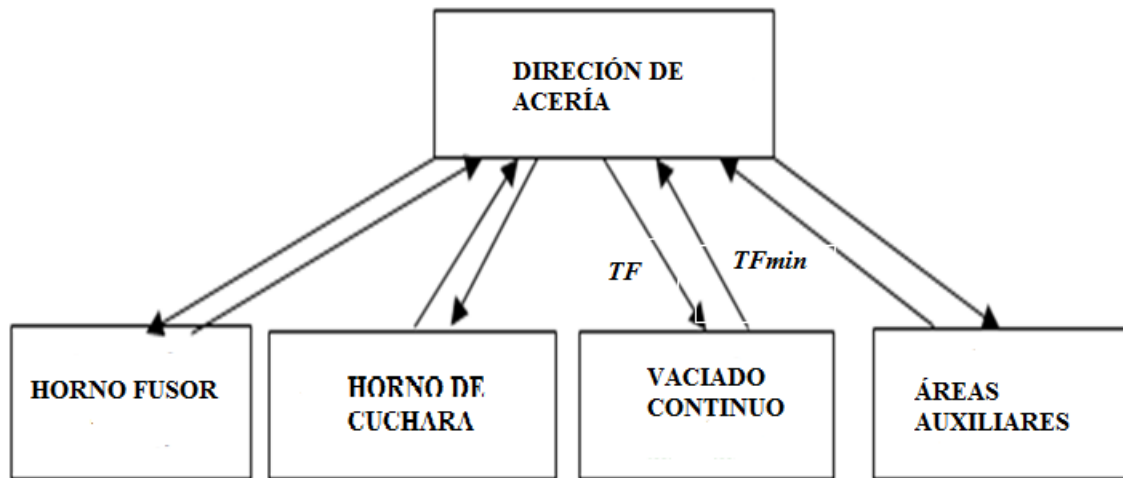 DIRECIÓN DE
ACERÍA
TF
TFmin
HORNO FUSOR
HORNO DE
CUCHARA
VACIADO
CONTINUO
ÁREAS
AUXILIARES